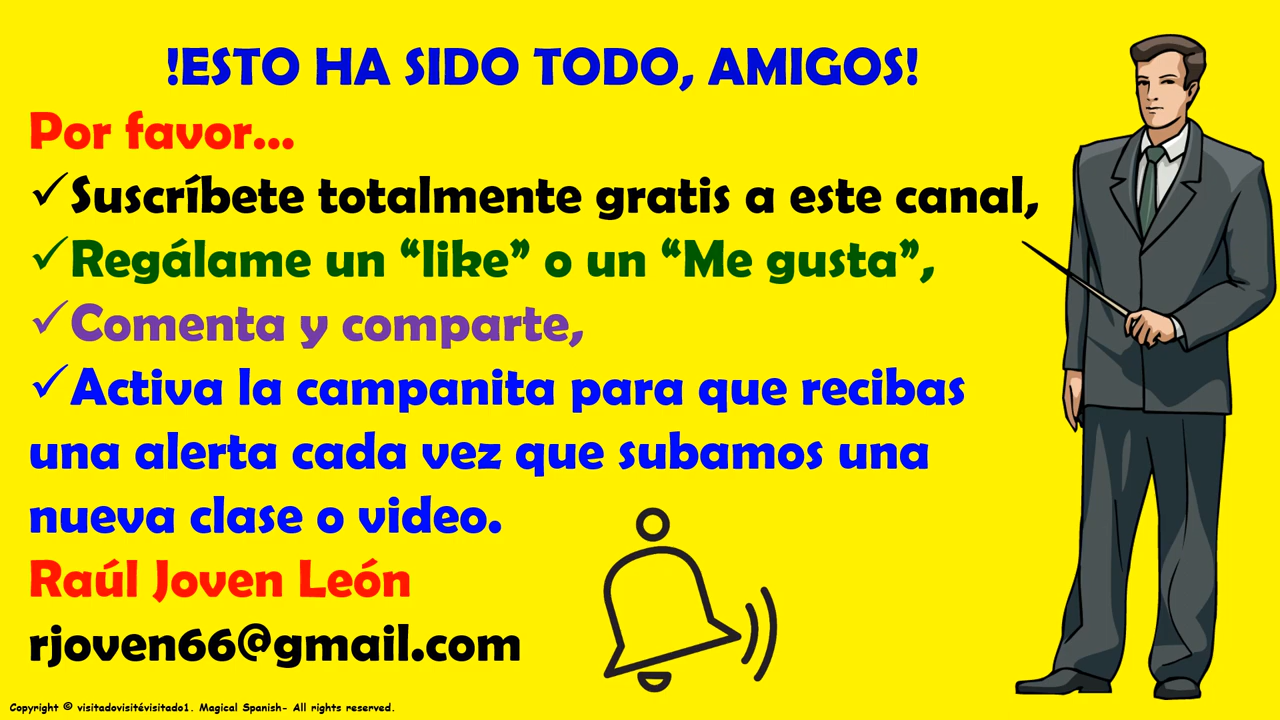 !ESTO HA SIDO TODO, AMIGOS!
Por favor...
✓Suscríbete totalmente gratis a este canal,
✓Regálame un “like” o un “Me gusta”,
✓Comenta y comparte,
✓Activa la campanita para que recibas
una alerta cada vez que subamos una
nueva clase o video.
Raúl Joven León
rjoven66@gmail.com
Copyright © visitadovisitévisitado1. Magical Spanish- All rights reserved.